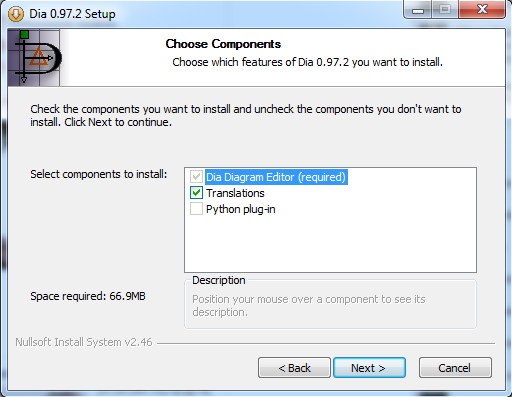 Dia 0.97.2 Setup
Choose Components
Choose which features of Dia 0.97.2 you want to install.
Check the components you want to install and uncheck the components you don't want to
install. Click Next to continue.
Select components to install:
Dia Diagram Editor (required)
Translations
Python plug-in
Space required: 66.9MB
Description
Position your mouse over a component to see its
description.
Nullsoft Install System v2.46
< Back
Next >
Cancel